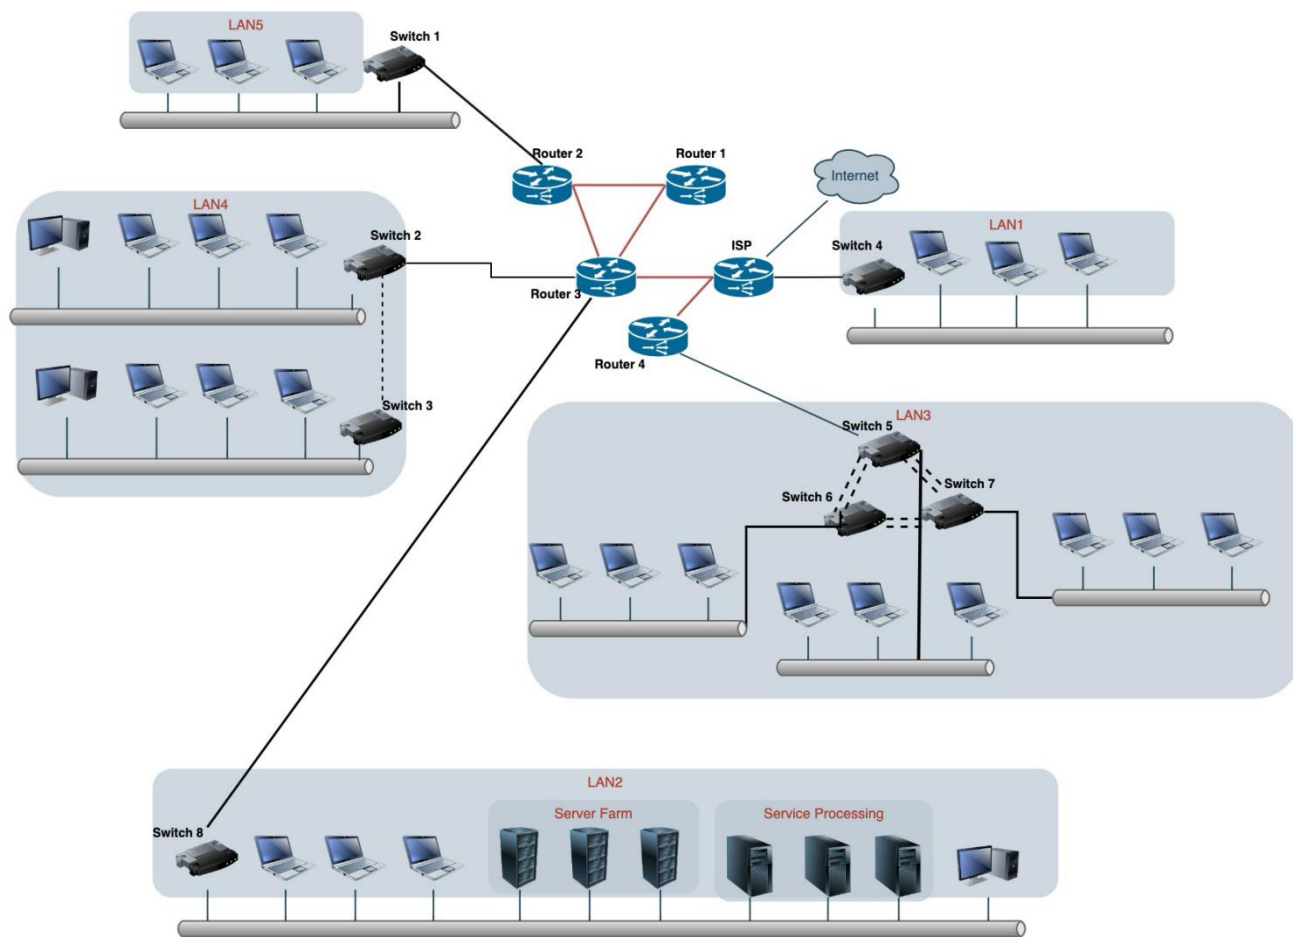 LAN5
Switch 1
Router 2
Router 1
Internet
LAN4
Switch 2
ISP
Switch 4
LAN1
Router 3
Router 4
Switch 3
LAN3
Switch 5
Switch 6
Switch 7
LAN2
Server Farm
Service Processing
Switch 8